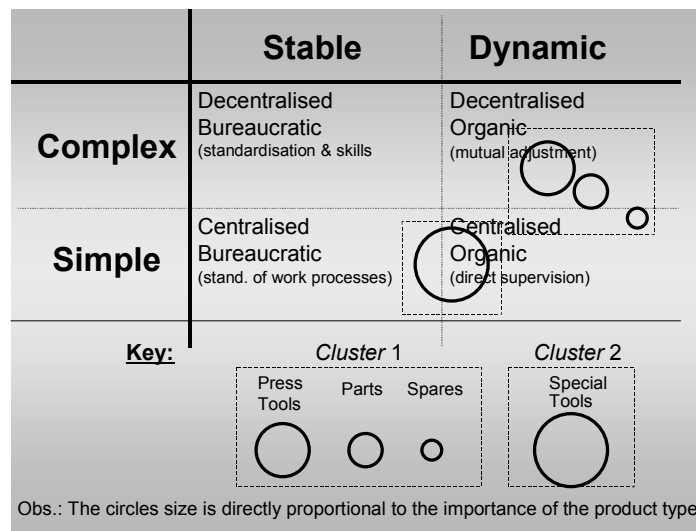 Stable Dynamic
Complex
Decentralised
Bureaucratic
(standardisation & skills
Decentralised
Organic
(mutual adjustment)
Simple
Centralised
Bureaucratic
(stand. of work processes)
Centralised
Organic
(direct supervision)
Key:
Cluster 1
Cluster 2
Press
Tools
Parts
Spares
Special
Tools
Obs.: The circles size is directly proportional to the importance of the product type